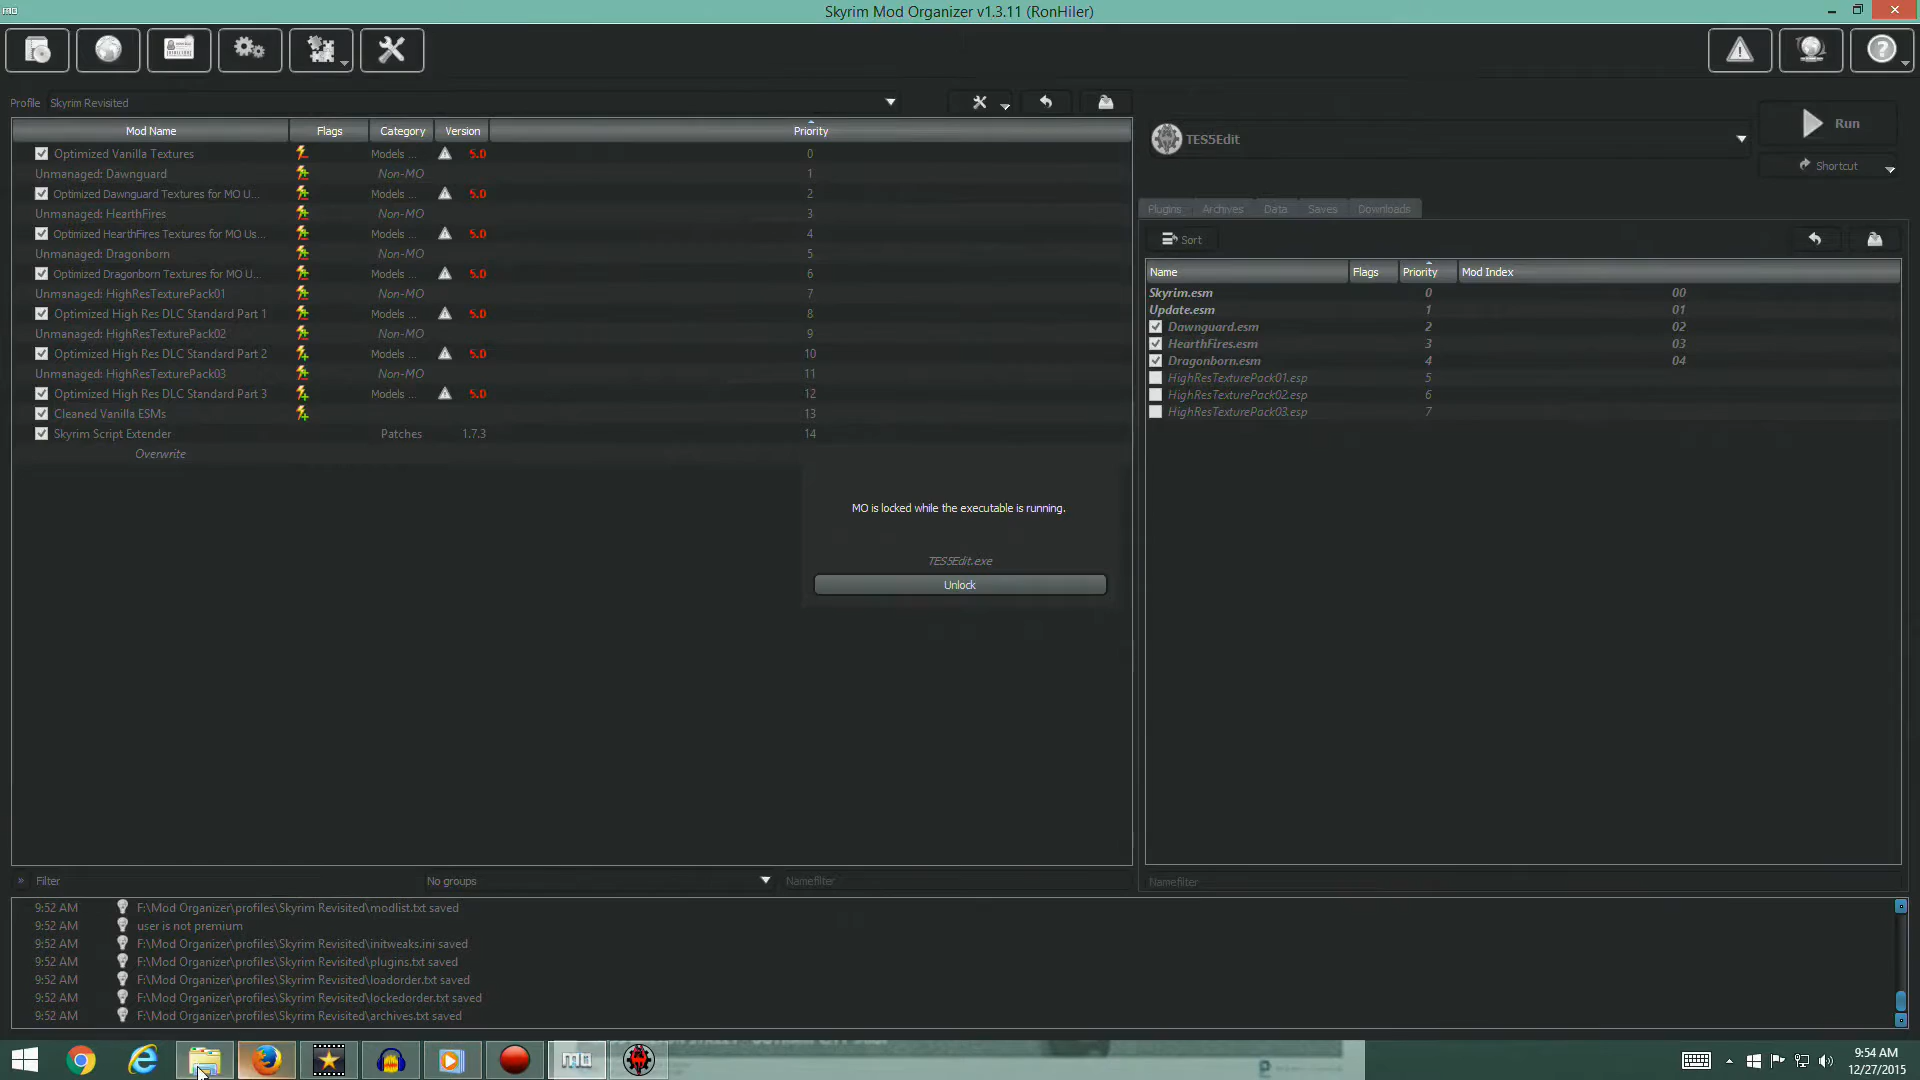 Skyrim Mod Organizer v1.3.11 (RonHiler)
Profile Skyrim Revisited
Mod Name Flags Category Version Priority
Optimized Vanilla Textures Models ... 5.0 0
Unmanaged: Dawnguard Non-MO 1
Optimized Dawnguard Textures for MO U... Models ... 5.0 2
Unmanaged: HearthFires Non-MO 3
Optimized HearthFires Textures for MO Us... Models ... 5.0 4
Unmanaged: Dragonborn Non-MO 5
Optimized Dragonborn Textures for MO U... Models ... 5.0 6
Unmanaged: HighResTexturePack01 Non-MO 7
Optimized High Res DLC Standard Part 1 Models ... 5.0 8
Unmanaged: HighResTexturePack02 Non-MO 9
Optimized High Res DLC Standard Part 2 Models ... 5.0 10
Unmanaged: HighResTexturePack03 Non-MO 11
Optimized High Res DLC Standard Part 3 Models ... 5.0 12
Cleaned Vanilla ESMs 13
Skyrim Script Extender Patches 1.7.3 14
Overwrite
MO is locked while the executable is running.
TES5Edit.exe
Unlock
Filter No groups Namefilter
TES5Edit
Run
Shortcut
Plugins Archives Data Saves Downloads
Sort
Name Flags Priority Mod Index
Skyrim.esm 0 00
Update.esm 1 01
Dawnguard.esm 2 02
HearthFires.esm 3 03
Dragonborn.esm 4 04
HighResTexturePack01.esp 5
HighResTexturePack02.esp 6
HighResTexturePack03.esp 7
Namefilter
9:52 AM F:\Mod Organizer\profiles\Skyrim Revisited\modlist.txt saved
9:52 AM user is not premium
9:52 AM F:\Mod Organizer\profiles\Skyrim Revisited\initweaks.ini saved
9:52 AM F:\Mod Organizer\profiles\Skyrim Revisited\plugins.txt saved
9:52 AM F:\Mod Organizer\profiles\Skyrim Revisited\loadorder.txt saved
9:52 AM F:\Mod Organizer\profiles\Skyrim Revisited\lockedorder.txt saved
9:52 AM F:\Mod Organizer\profiles\Skyrim Revisited\archives.txt saved
9:54 AM
12/27/2015